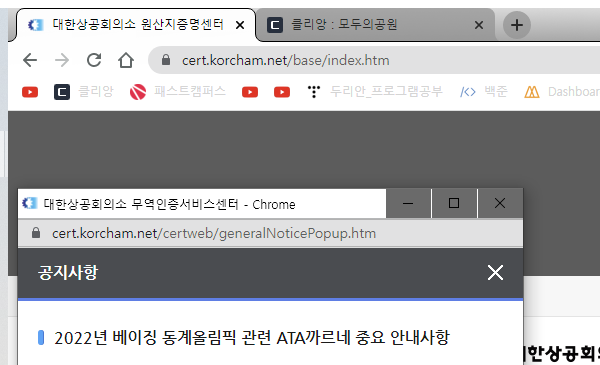 대한상공회의소 원산지증명센터
클리앙 : 모두의공원
cert.korcham.net/base/index.htm
클리앙 패스트캠퍼스 두리안_프로그램공부 백준 Dashboar
대한상공회의소 무역인증서비스센터 - Chrome
cert.korcham.net/certweb/generalNoticePopup.htm
공지사항
2022년 베이징 동계올림픽 관련 ATA까르네 중요 안내사항
대한상공회의